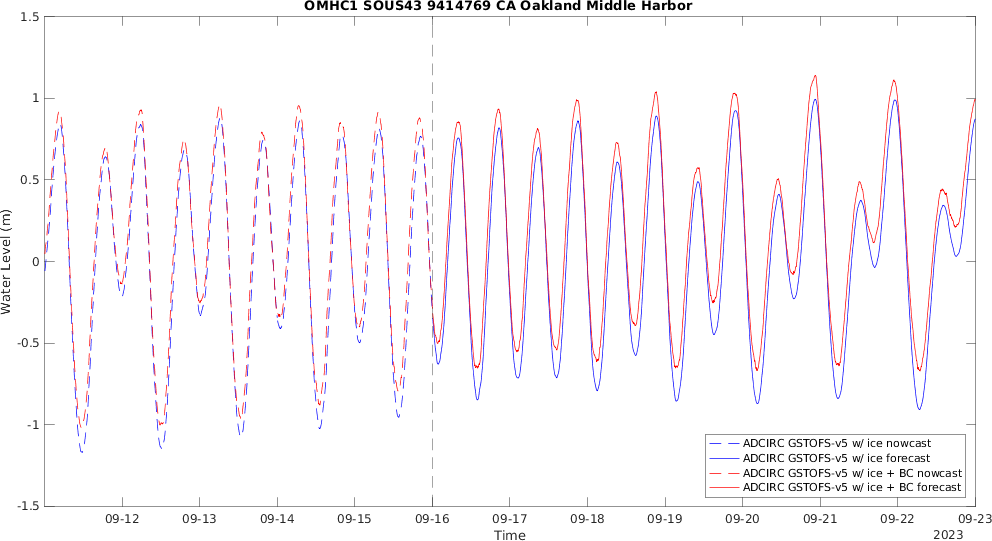 OMHC1 SOUS43 9414769 CA Oakland Middle Harbor
1.5
1
0.5
0
-0.5
-1
-1.5
Water Level (m)
ADCIRC GSTOFS-v5 w/ ice nowcast
ADCIRC GSTOFS-v5 w/ ice forecast
ADCIRC GSTOFS-v5 w/ ice + BC nowcast
ADCIRC GSTOFS-v5 w/ ice + BC forecast
09-12 09-13 09-14 09-15 09-16 09-17 09-18 09-19 09-20 09-21 09-22 09-23
Time
2023